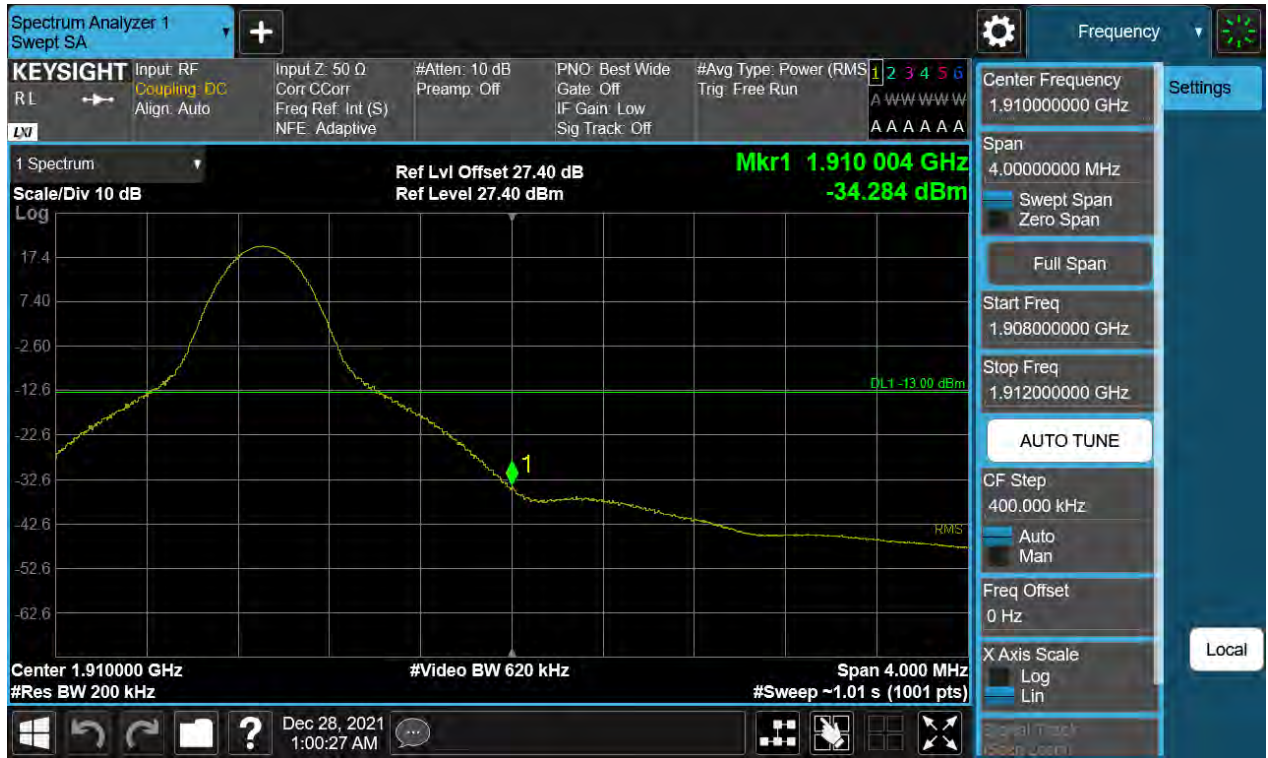 Spectrum Analyzer 1
Swept SA
+
Frequency
KEYSIGHT
RL
LXI
Input: RF
Coupling: DC
Align: Auto
Input Z: 50 Ω
Corr CCorr
Freq Ref: Int (S)
NFE: Adaptive
#Atten: 10 dB
Preamp: Off
PNO: Best Wide
Gate: Off
IF Gain: Low
Sig Track: Off
#Avg Type: Power (RMS
Trig: Free Run
1 2 3 4 5 6
A W W W W W
A A A A A A
1 Spectrum
Scale/Div 10 dB
Log
Ref Lvl Offset 27.40 dB
Ref Level 27.40 dBm
Mkr1 1.910 004 GHz
-34.284 dBm
17.4
7.40
-2.60
-12.6
-22.6
-32.6
-42.6
-52.6
-62.6
DL1 -13.00 dBm
1
RMS
Center 1.910000 GHz
#Video BW 620 kHz
Span 4.000 MHz
#Res BW 200 kHz
#Sweep ~1.01 s (1001 pts)
Center Frequency
1.910000000 GHz
Settings
Span
4.00000000 MHz
Swept Span
Zero Span
Full Span
Start Freq
1.908000000 GHz
Stop Freq
1.912000000 GHz
AUTO TUNE
CF Step
400.000 kHz
Auto
Man
Freq Offset
0 Hz
X Axis Scale
Log
Lin
Signal Track
(Span Zoom)
Local
?
Dec 28, 2021
1:00:27 AM